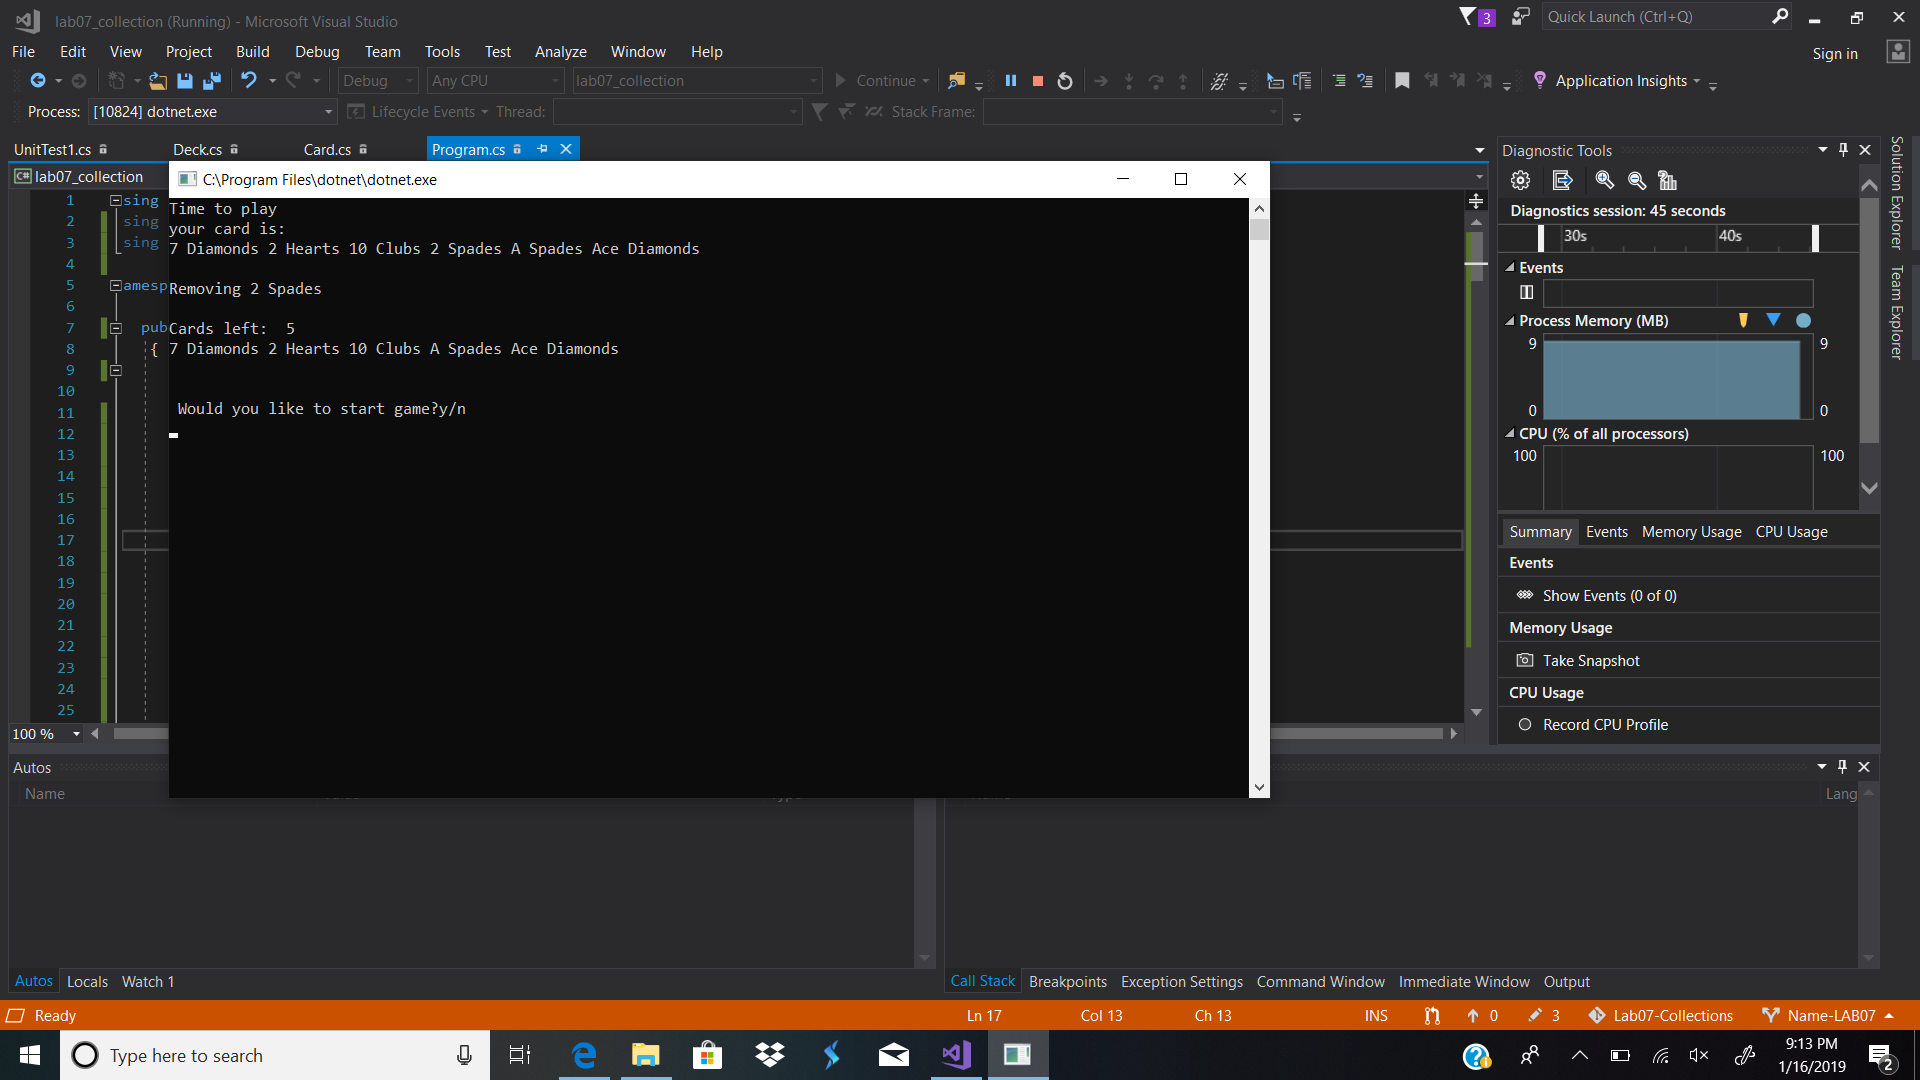 lab07_collection (Running) - Microsoft Visual Studio
3
Quick Launch (Ctrl+Q)
File Edit View Project Build Debug Team Tools Test Analyze Window Help
Sign in
Debug Any CPU lab07_collection Continue Application Insights
Process: [10824] dotnet.exe Lifecycle Events Thread: Stack Frame:
UnitTest1.cs Deck.cs Card.cs Program.cs
C# lab07_collection
C:\Program Files\dotnet\dotnet.exe
Time to play
your card is:
7 Diamonds 2 Hearts 10 Clubs 2 Spades A Spades Ace Diamonds
Removing 2 Spades
Cards left:  5
7 Diamonds 2 Hearts 10 Clubs A Spades Ace Diamonds
Would you like to start game?y/n
1 sing
2 sing
3 sing
4
5 amesp
6
7 pub
8 {
9
10
11
12
13
14
15
16
17
18
19
20
21
22
23
24
25
100 %
Diagnostic Tools
Diagnostics session: 45 seconds
30s 40s
Events
Process Memory (MB)
9 9
0 0
CPU (% of all processors)
100 100
Summary Events Memory Usage CPU Usage
Events
Show Events (0 of 0)
Memory Usage
Take Snapshot
CPU Usage
Record CPU Profile
Solution Explorer
Team Explorer
Autos
Name
Lang
Autos Locals Watch 1
Call Stack Breakpoints Exception Settings Command Window Immediate Window Output
Ready Ln 17 Col 13 Ch 13 INS 0 3 Lab07-Collections Name-LAB07
Type here to search
9:13 PM
1/16/2019
2